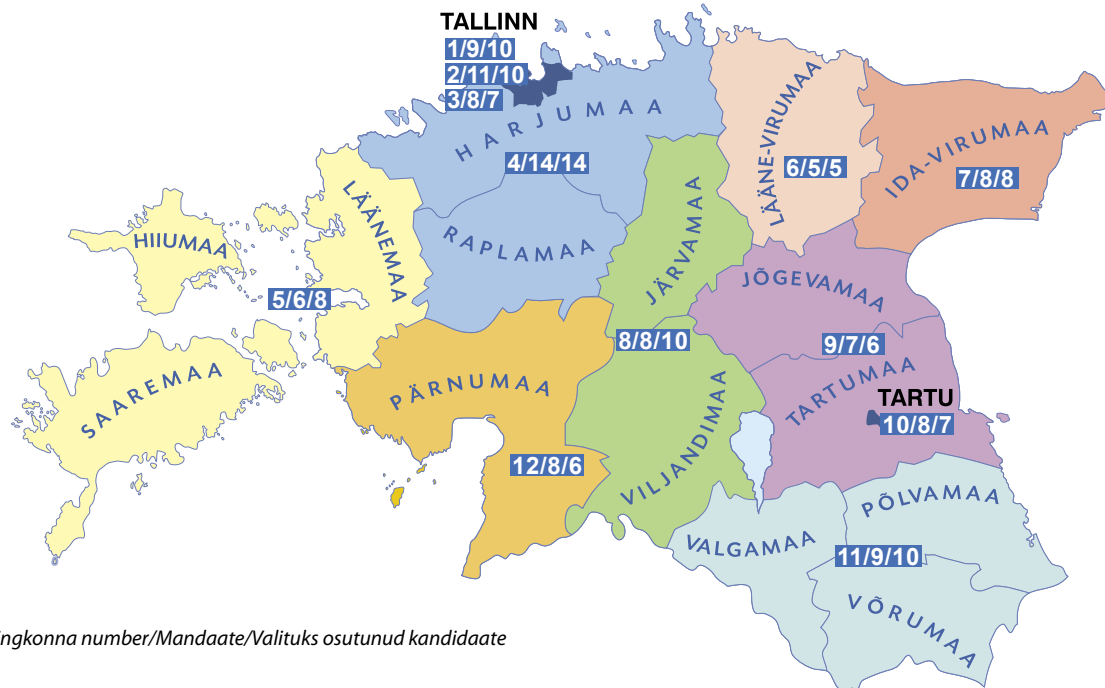 TALLINN
1/9/10
2/11/10
3/8/7
HARJUMAA
4/14/14
RAPLAMAA
LÄÄNE-VIRUMAA
6/5/5
IDA-VIRUMAA
7/8/8
HIIUMAA
LÄÄNEMAA
5/6/8
SAAREMAA
JÄRVAMAA
8/8/10
VILJANDIMAA
JÕGEVAMAA
9/7/6
TARTUMAA
TARTU
10/8/7
PÄRNUMAA
12/8/6
PÕLVAMAA
VALGAMAA
11/9/10
VÕRUMAA
ngkonna number/Mandaate/Valituks osutunud kandidaate